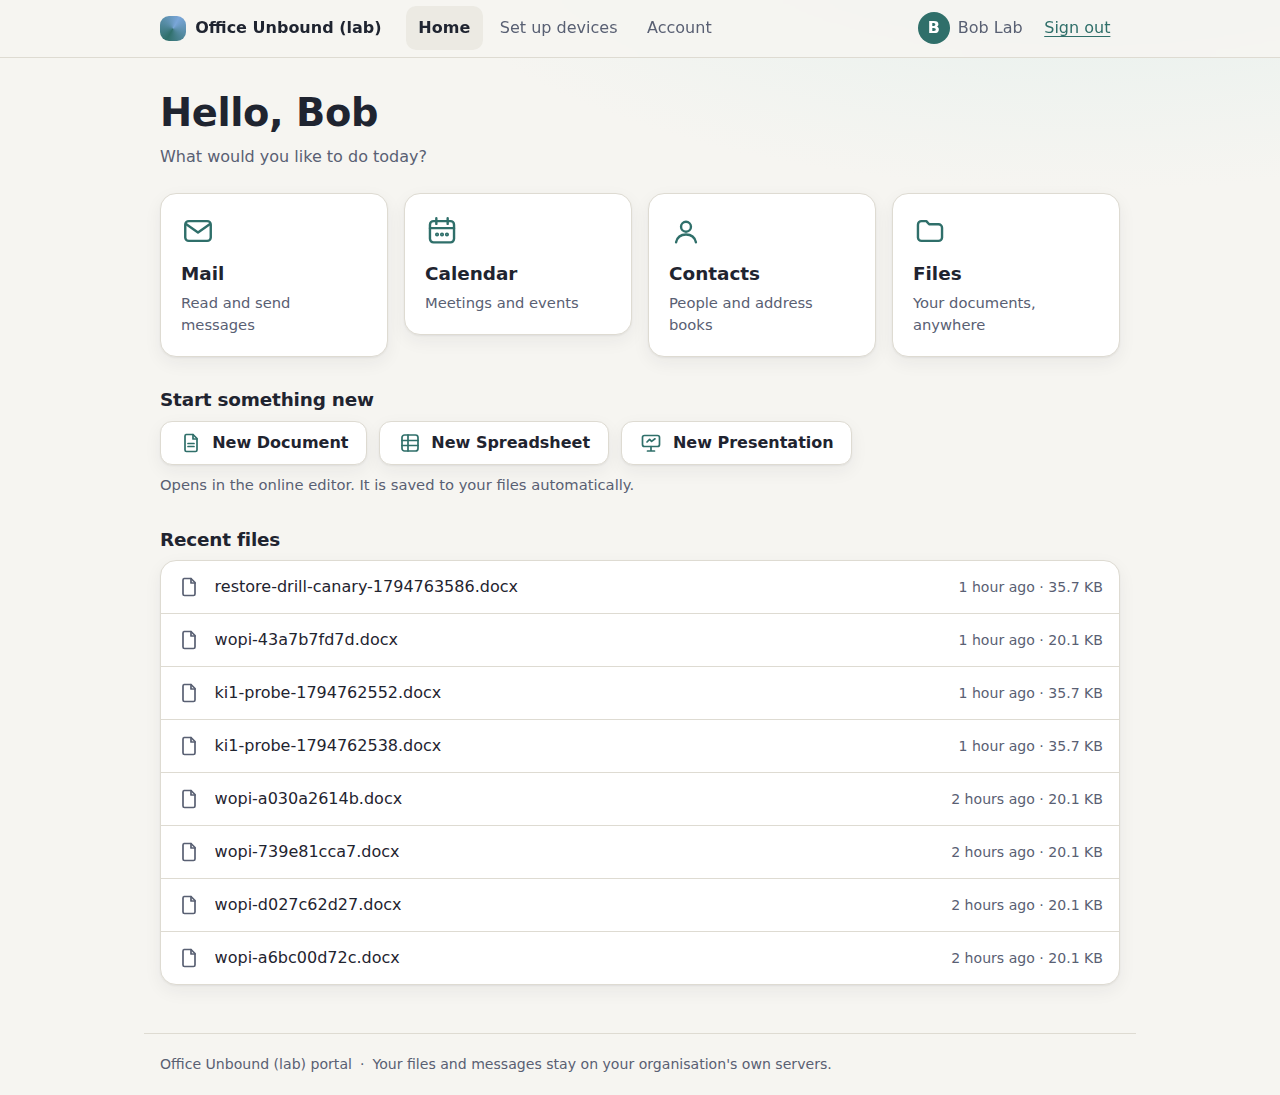 Office Unbound (lab)
Home
Set up devices
Account
B
Bob Lab
Sign out
Hello, Bob
What would you like to do today?
Mail
Read and send
messages
Calendar
Meetings and events
Contacts
People and address
books
Files
Your documents,
anywhere
Start something new
New Document
New Spreadsheet
New Presentation
Opens in the online editor. It is saved to your files automatically.
Recent files
restore-drill-canary-1794763586.docx 1 hour ago · 35.7 KB
wopi-43a7b7fd7d.docx 1 hour ago · 20.1 KB
ki1-probe-1794762552.docx 1 hour ago · 35.7 KB
ki1-probe-1794762538.docx 1 hour ago · 35.7 KB
wopi-a030a2614b.docx 2 hours ago · 20.1 KB
wopi-739e81cca7.docx 2 hours ago · 20.1 KB
wopi-d027c62d27.docx 2 hours ago · 20.1 KB
wopi-a6bc00d72c.docx 2 hours ago · 20.1 KB
Office Unbound (lab) portal · Your files and messages stay on your organisation's own servers.